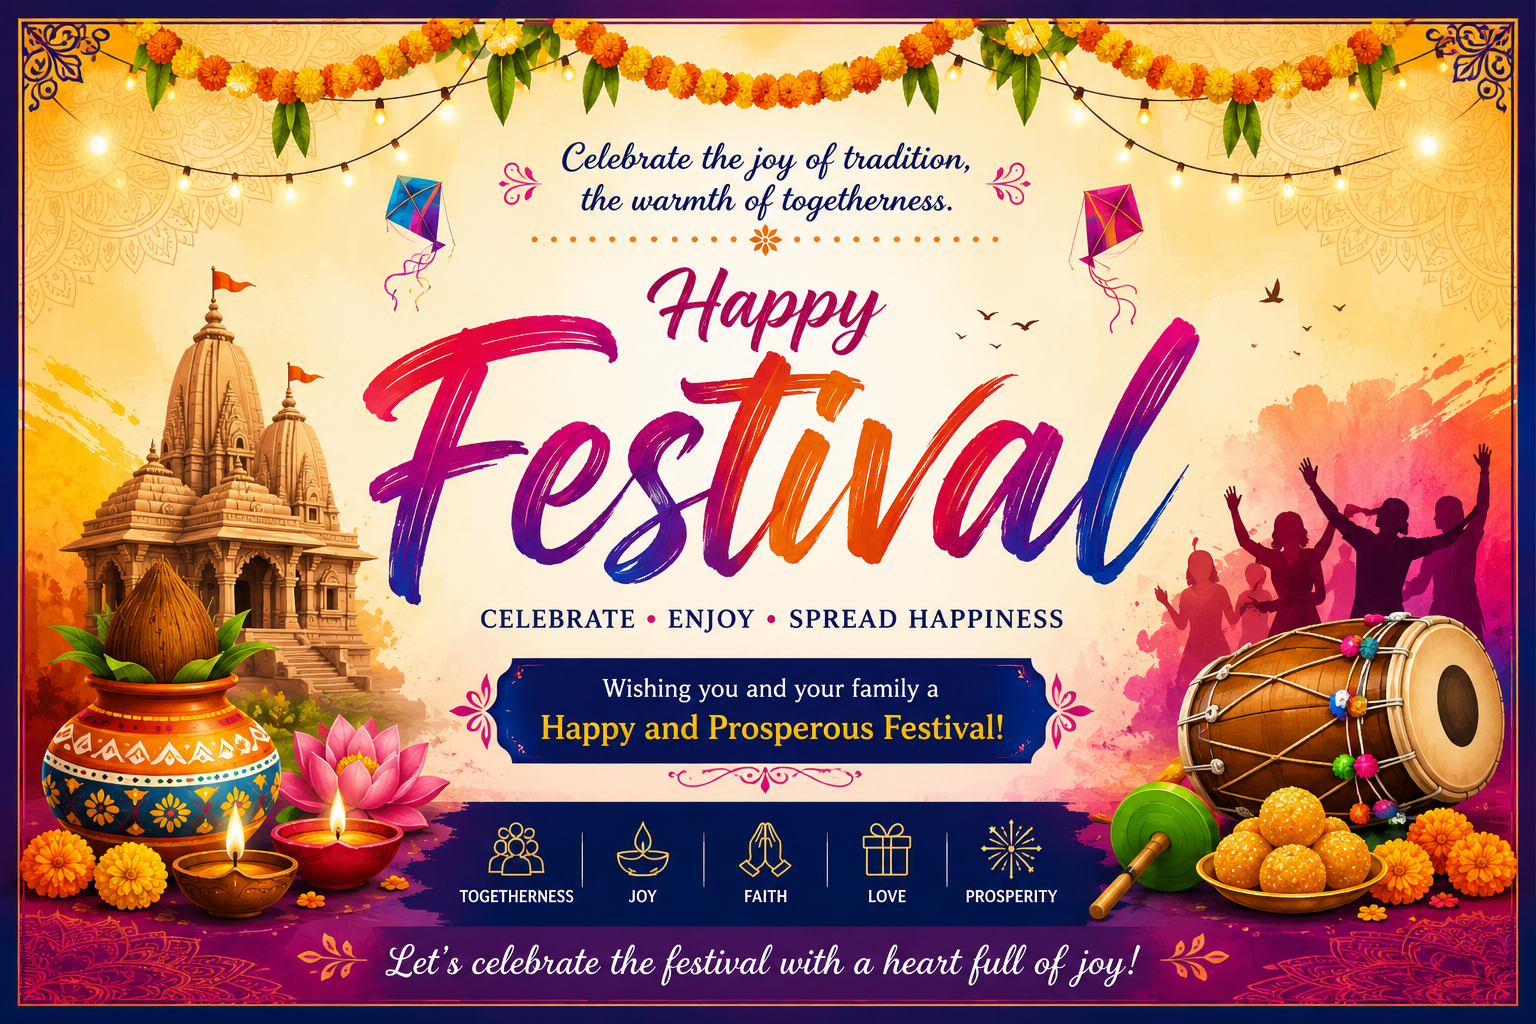 Celebrate the joy of tradition,
the warmth of togetherness.
Happy
Festival
CELEBRATE • ENJOY • SPREAD HAPPINESS
Wishing you and your family a
Happy and Prosperous Festival!
TOGETHERNESS
JOY
FAITH
LOVE
PROSPERITY
Let's celebrate the festival with a heart full of joy!